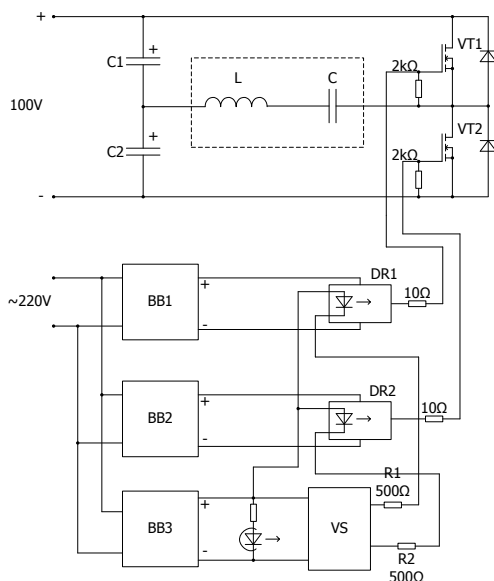 +
VT1
C1
+
L
C
2kΩ
100V
VT2
C2
+
2kΩ
-
DR1
+
BB1
10Ω
~220V
-
DR2
+
BB2
10Ω
-
R1
+
500Ω
BB3
VS
-
R2
500Ω